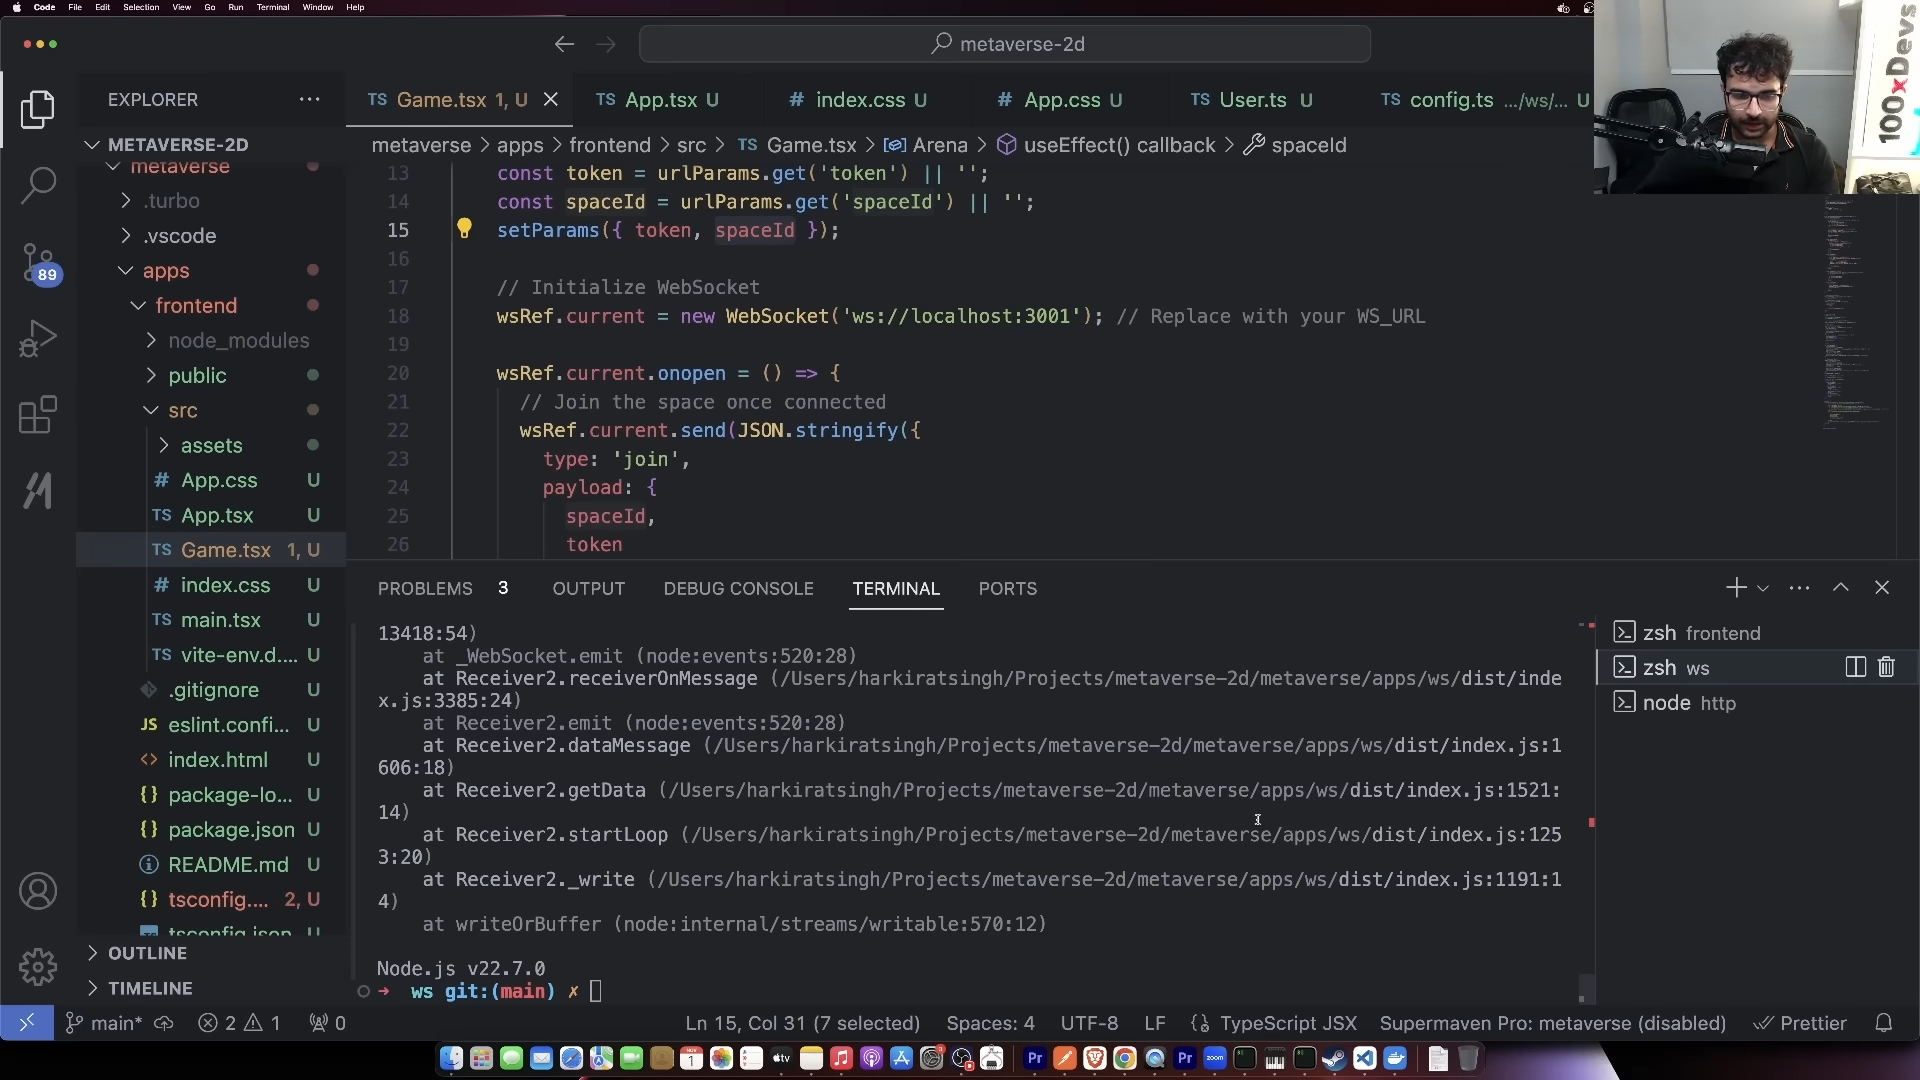 Code File Edit Selection View Go Run Terminal Window Help
metaverse-2d
100xDevs
EXPLORER
TS Game.tsx 1, U
TS App.tsx U
# index.css U
# App.css U
TS User.ts U
TS config.ts .../ws/... U
metaverse > apps > frontend > src > TS Game.tsx > Arena > useEffect() callback > spaceId
METAVERSE-2D
metaverse
.turbo
.vscode
apps
frontend
node_modules
public
src
assets
# App.css U
TS App.tsx U
TS Game.tsx 1, U
# index.css U
TS main.tsx U
TS vite-env.d.... U
.gitignore U
JS eslint.confi... U
<> index.html U
{} package-lo... U
{} package.json U
README.md U
{} tsconfig.... 2, U
tsconfig.json U
OUTLINE
TIMELINE
89
13 const token = urlParams.get('token') || '';
14 const spaceId = urlParams.get('spaceId') || '';
15 setParams({ token, spaceId });
16
17 // Initialize WebSocket
18 wsRef.current = new WebSocket('ws://localhost:3001'); // Replace with your WS_URL
19
20 wsRef.current.onopen = () => {
21 // Join the space once connected
22 wsRef.current.send(JSON.stringify({
23 type: 'join',
24 payload: {
25 spaceId,
26 token
PROBLEMS 3 OUTPUT DEBUG CONSOLE TERMINAL PORTS
13418:54)
at _WebSocket.emit (node:events:520:28)
at Receiver2.receiverOnMessage (/Users/harkiratsingh/Projects/metaverse-2d/metaverse/apps/ws/dist/inde
x.js:3385:24)
at Receiver2.emit (node:events:520:28)
at Receiver2.dataMessage (/Users/harkiratsingh/Projects/metaverse-2d/metaverse/apps/ws/dist/index.js:1
606:18)
at Receiver2.getData (/Users/harkiratsingh/Projects/metaverse-2d/metaverse/apps/ws/dist/index.js:1521:
14)
at Receiver2.startLoop (/Users/harkiratsingh/Projects/metaverse-2d/metaverse/apps/ws/dist/index.js:125
3:20)
at Receiver2._write (/Users/harkiratsingh/Projects/metaverse-2d/metaverse/apps/ws/dist/index.js:1191:1
4)
at writeOrBuffer (node:internal/streams/writable:570:12)
Node.js v22.7.0
→ ws git:(main) ✗
zsh frontend
zsh ws
node http
main* 2 1 0
Ln 15, Col 31 (7 selected) Spaces: 4 UTF-8 LF {} TypeScript JSX Supermaven Pro: metaverse (disabled) Prettier